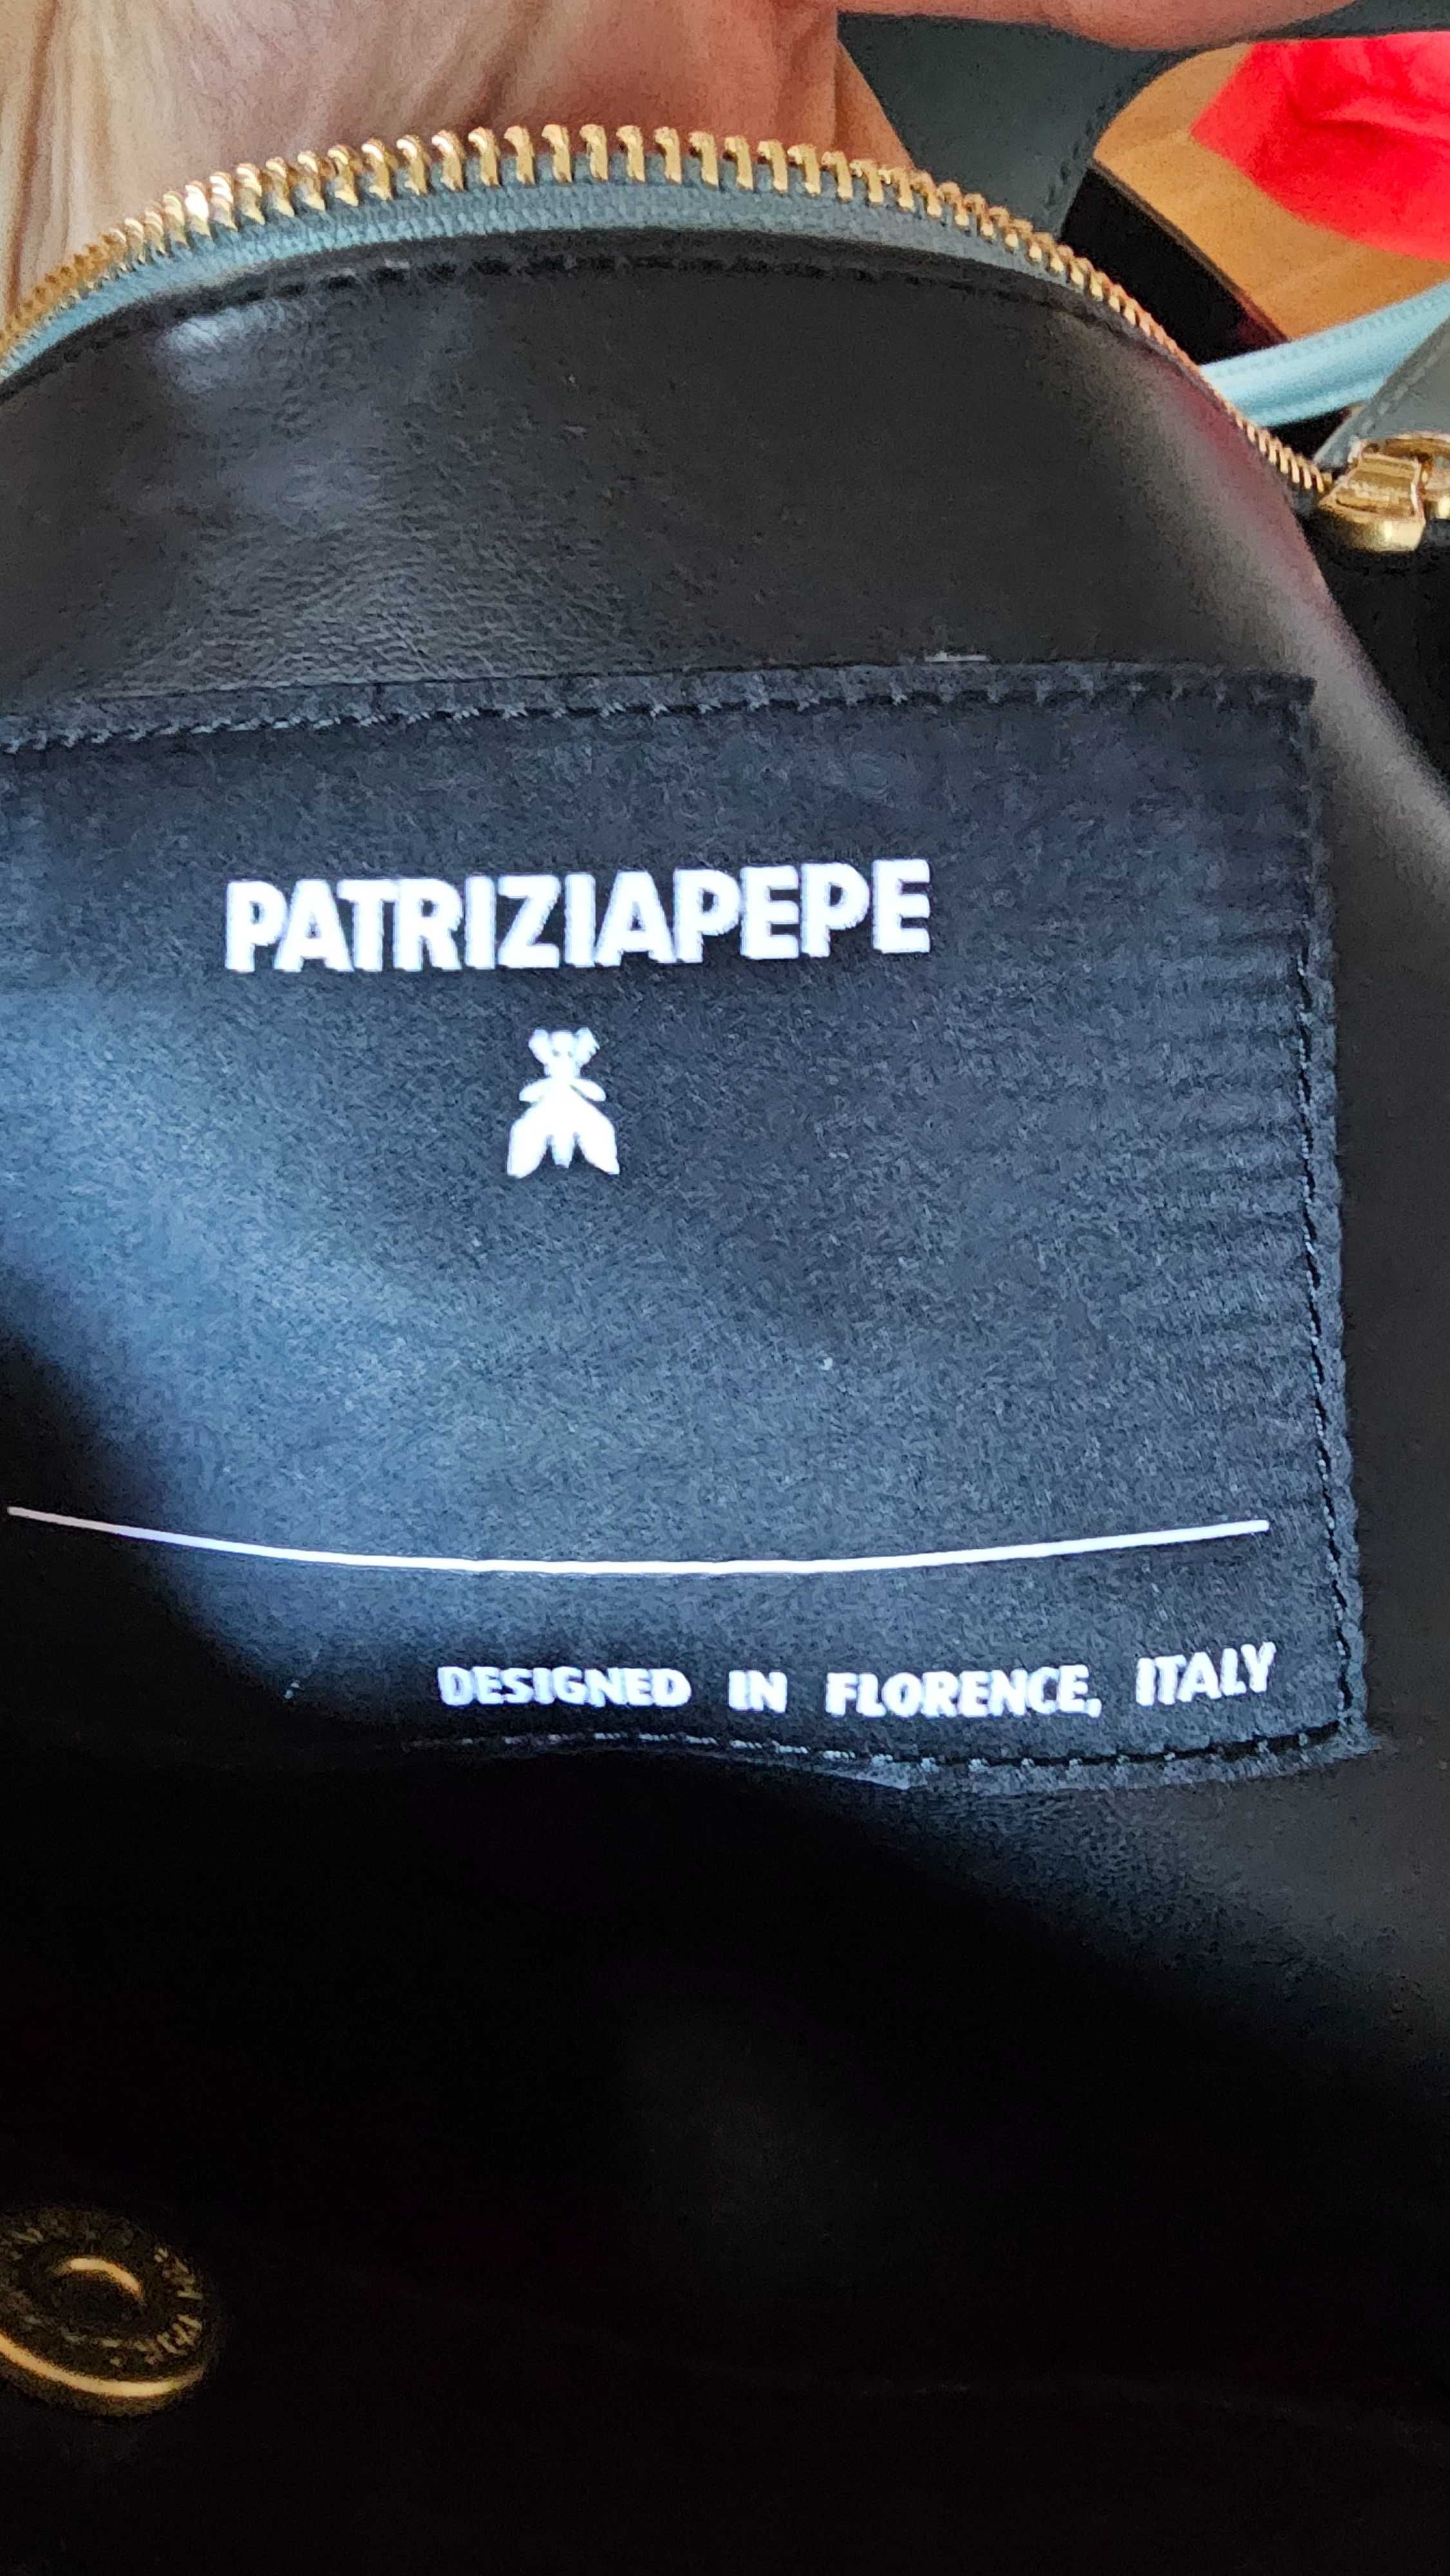 PATRIZIAPEPE
DESIGNED IN FLORENCE, ITALY